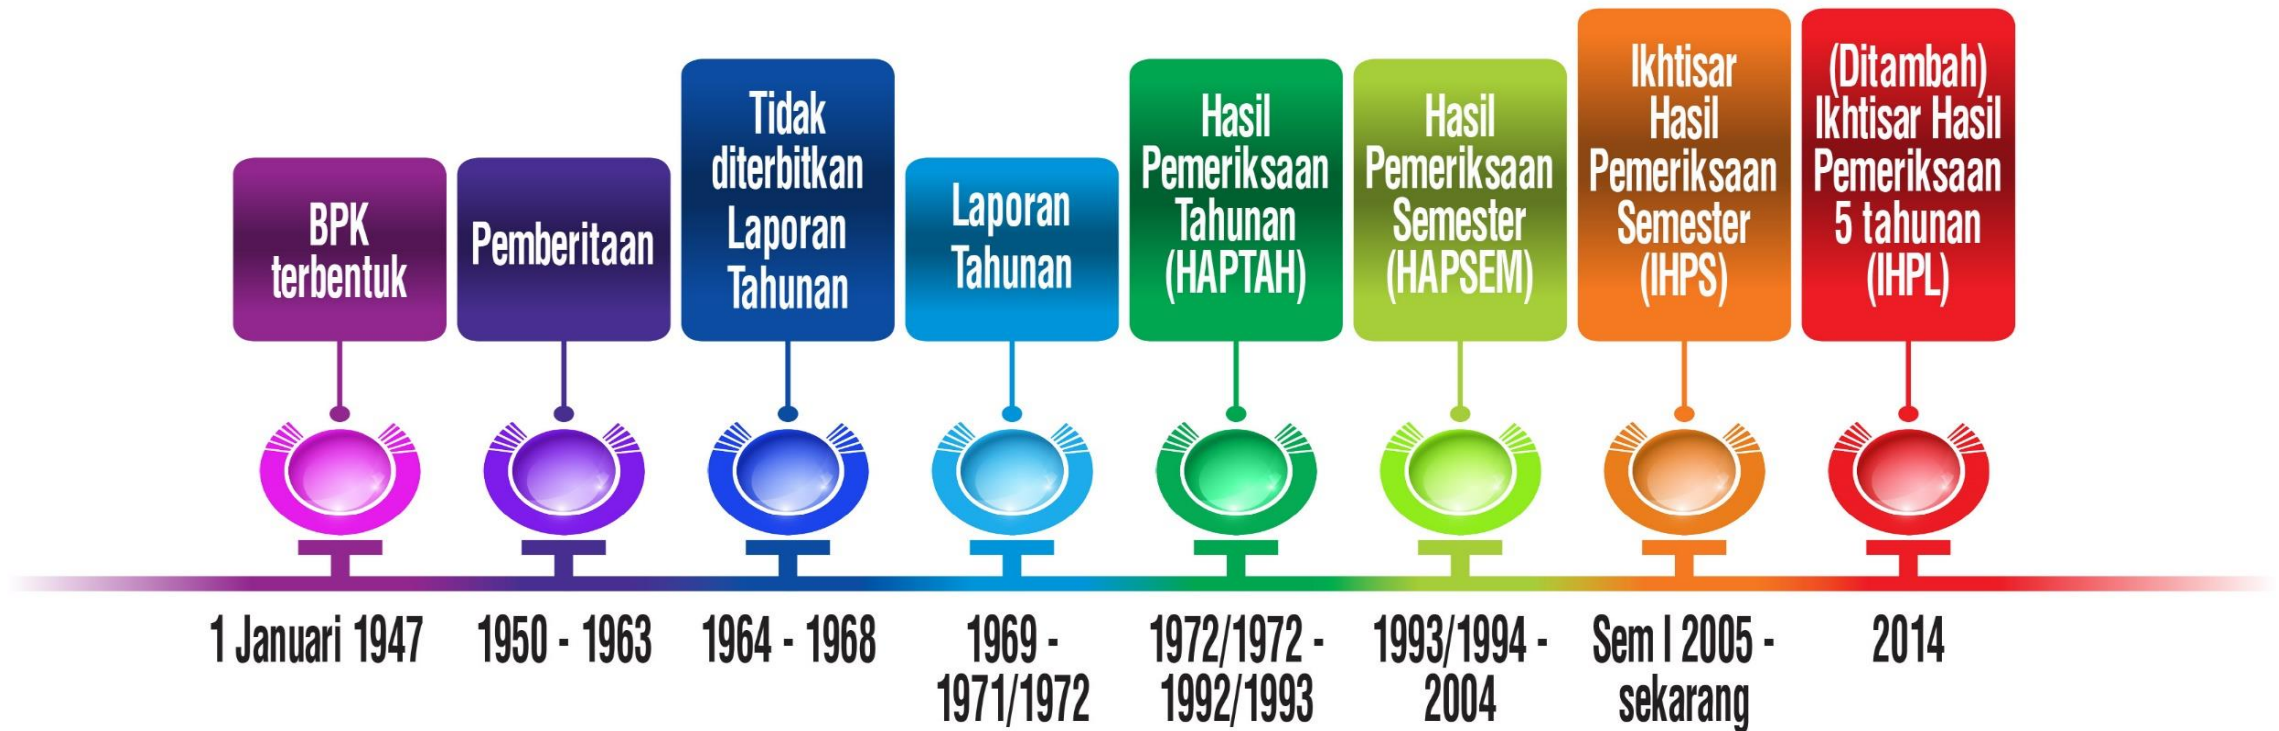 BPK
terbentuk
Pemberitaan
Tidak
diterbitkan
Laporan
Tahunan
Laporan
Tahunan
Hasil
Pemeriksaan
Tahunan
(HAPTAH)
Hasil
Pemeriksaan
Semester
(HAPSEM)
Ikhtisar
Hasil
Pemeriksaan
Semester
(IHPS)
(Ditambah)
Ikhtisar Hasil
Pemeriksaan
5 tahunan
(IHPL)
1 Januari 1947
1950 - 1963
1964 - 1968
1969 -
1971/1972
1972/1972 -
1992/1993
1993/1994 -
2004
Sem I 2005 -
sekarang
2014